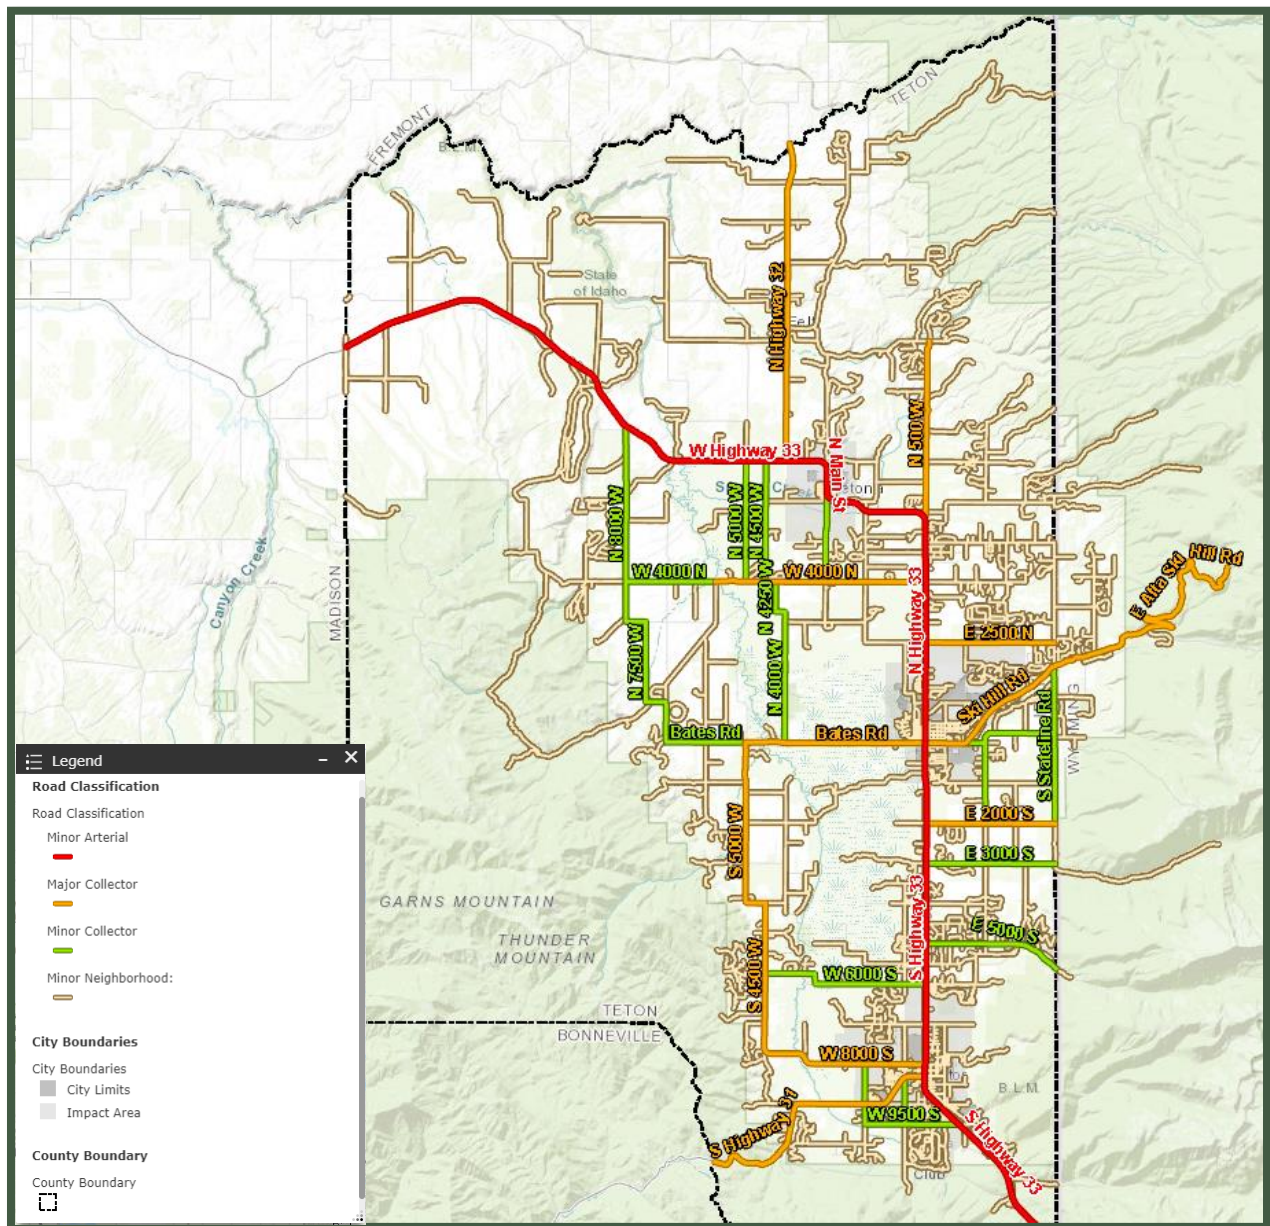 TETON
FREMONT
B.L.M.
State
of Idaho
N Highway 32
N 500 W
W Highway 33
N Main St
N 8000 W
N 5000 W
N 4500 W
Canyon Creek
MADISON
W 4000 N
W 4000 N
N 4250 W
N Highway 33
E Alta Ski Hill Rd
E 2500 N
N 7500 W
N 4000 W
Ski Hill Rd
S Stateline Rd
Bates Rd
Bates Rd
E 2000 S
S 5000 W
E 3000 S
GARNS MOUNTAIN
THUNDER
MOUNTAIN
S Highway 33
E 5000 S
S 4500 W
W 6000 S
TETON
BONNEVILLE
W 8000 S
B.L.M.
S Highway 31
W 9500 S
S Highway 33
Club
Legend
Road Classification
Road Classification
Minor Arterial
Major Collector
Minor Collector
Minor Neighborhood:
City Boundaries
City Boundaries
City Limits
Impact Area
County Boundary
County Boundary